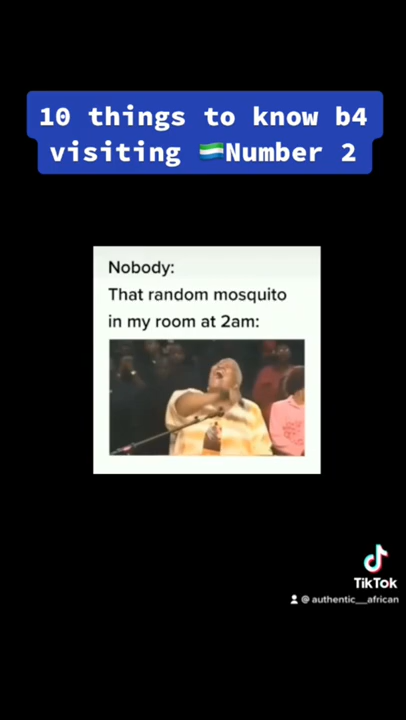 10 things to know b4
visiting 🇸🇱Number 2
Nobody:
That random mosquito
in my room at 2am:
TikTok
@ authentic__african